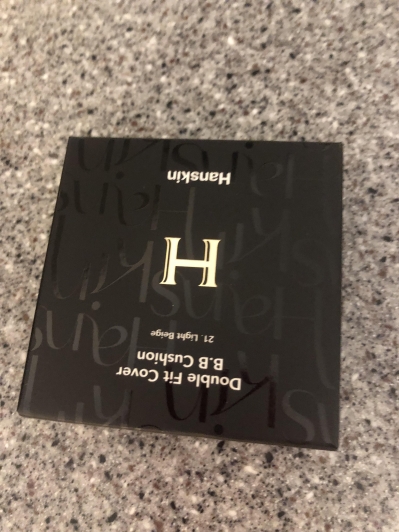 Double Fit Cover
B.B Cushion
21. Light Beige
H
Hanskin